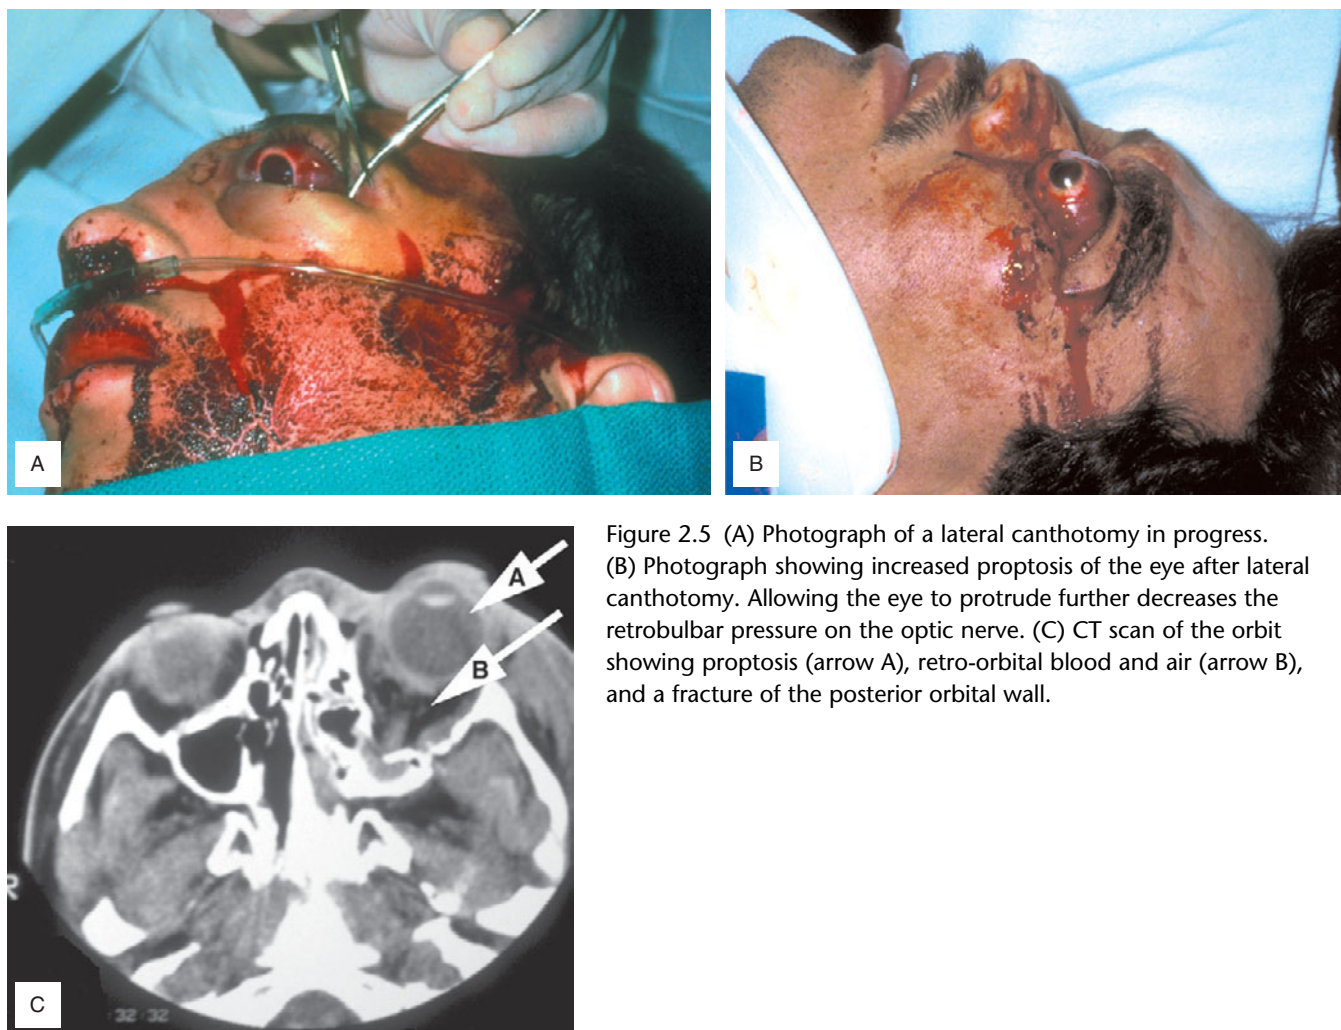 A
B
Figure 2.5 (A) Photograph of a lateral canthotomy in progress.
(B) Photograph showing increased proptosis of the eye after lateral
canthotomy. Allowing the eye to protrude further decreases the
retrobulbar pressure on the optic nerve. (C) CT scan of the orbit
showing proptosis (arrow A), retro-orbital blood and air (arrow B),
and a fracture of the posterior orbital wall.
A
B
R
C
32/32